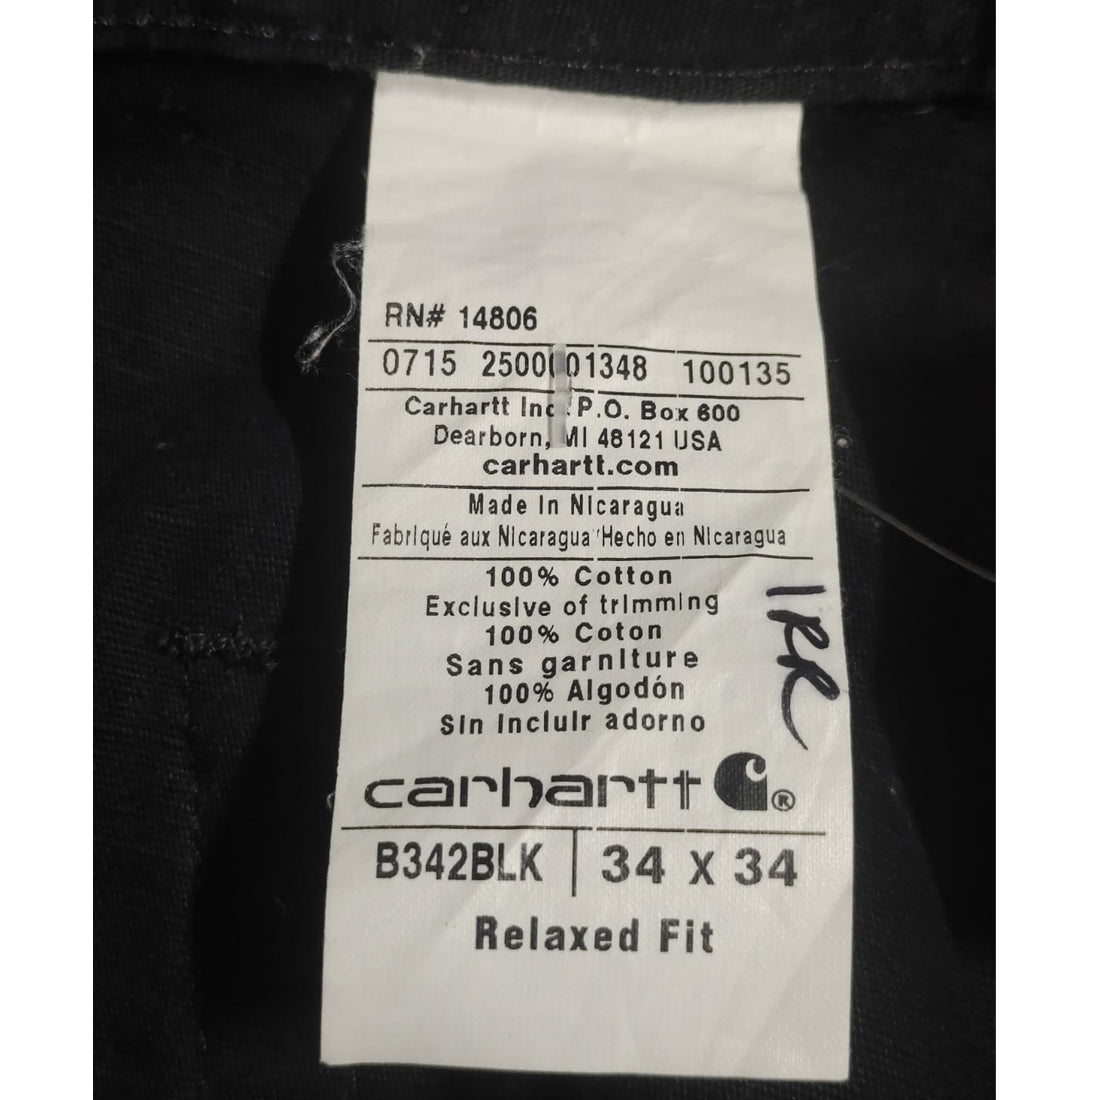 RN# 14806
0715 2500001348 100135
Carhartt Inc. P.O. Box 600
Dearborn, MI 48121 USA
carhartt.com
Made in Nicaragua
Fabriqué aux Nicaragua/Hecho en Nicaragua
100% Cotton
Exclusive of trimming
100% Coton
Sans garniture
100% Algodón
Sin incluir adorno
IRR
carhartt ®
B342BLK | 34 X 34
Relaxed Fit